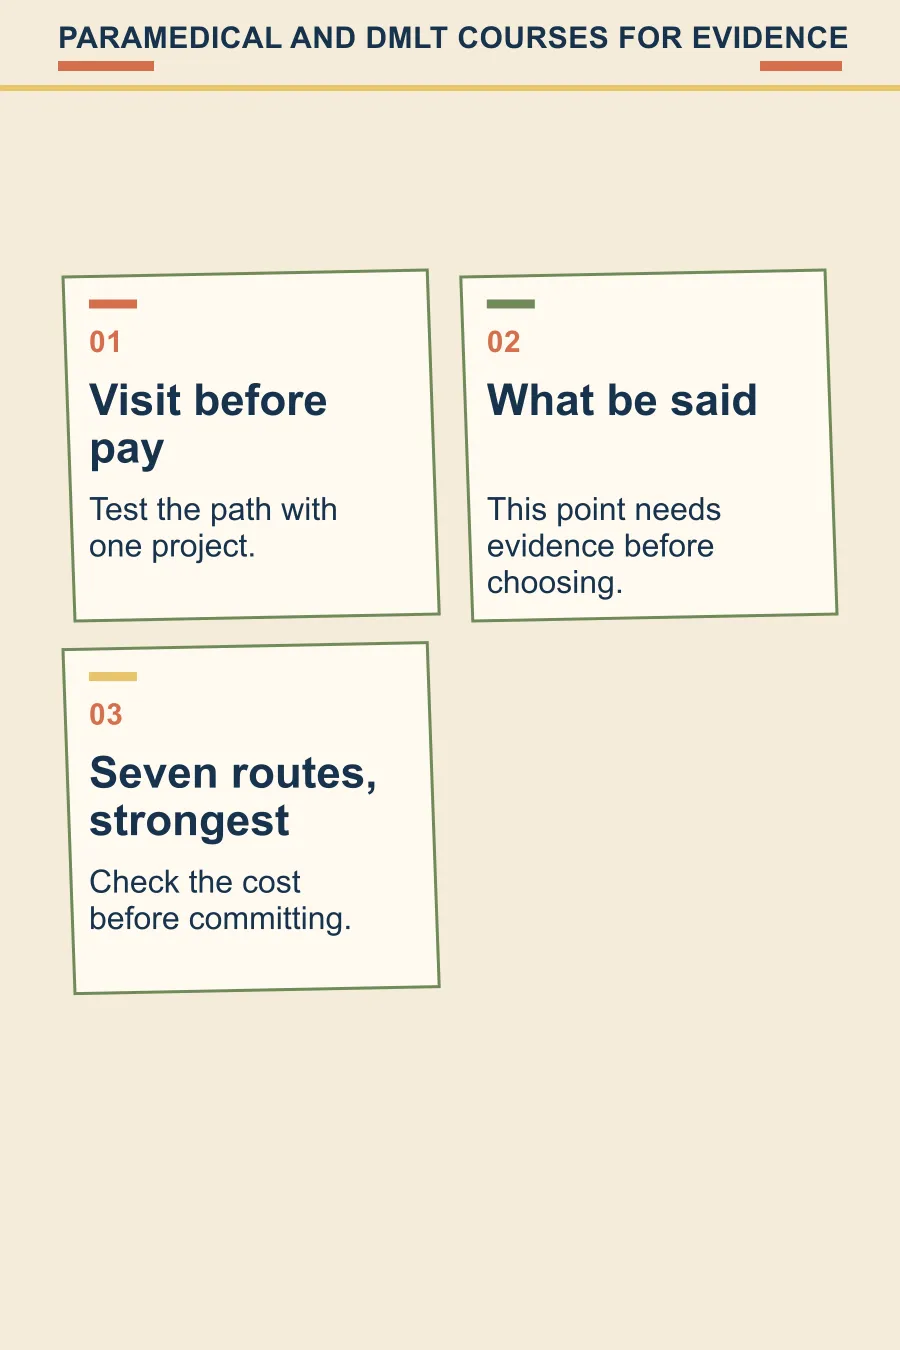 PARAMEDICAL AND DMLT COURSES FOR EVIDENCE
01
Visit before
pay
Test the path with
one project.
02
What be said
This point needs
evidence before
choosing.
03
Seven routes,
strongest
Check the cost
before committing.